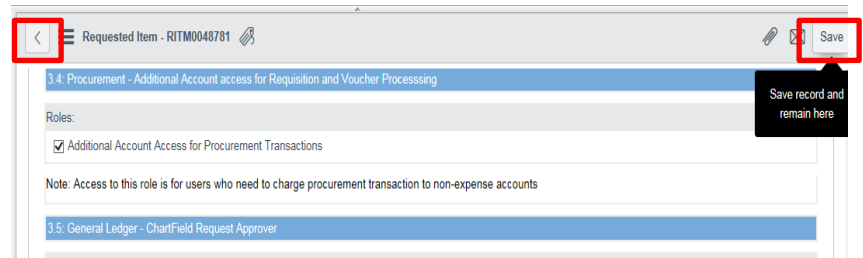 Requested Item - RITM0048781
Save
3.4: Procurement - Additional Account access for Requisition and Voucher Processsing
Save record and
remain here
Roles:
Additional Account Access for Procurement Transactions
Note: Access to this role is for users who need to charge procurement transaction to non-expense accounts
3.5: General Ledger - ChartField Request Approver